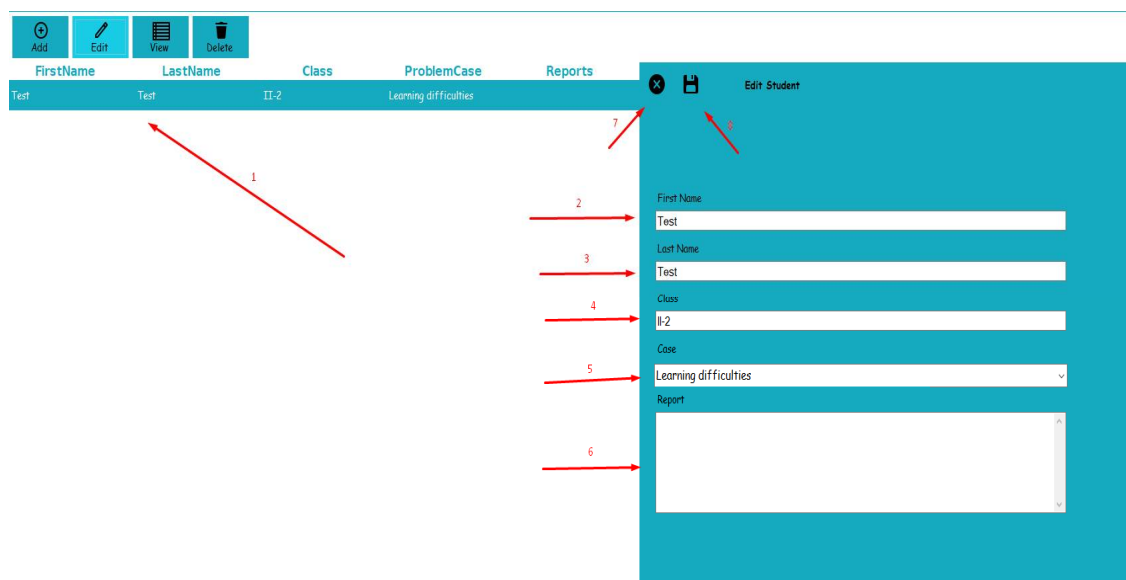 Add Edit View Delete
FirstName LastName Class ProblemCase Reports
Test Test II-2 Learning difficulties
Edit Student
7
1
2
First Name
Test
Last Name
3
Test
Class
4
II-2
Case
5
Learning difficulties
Report
6